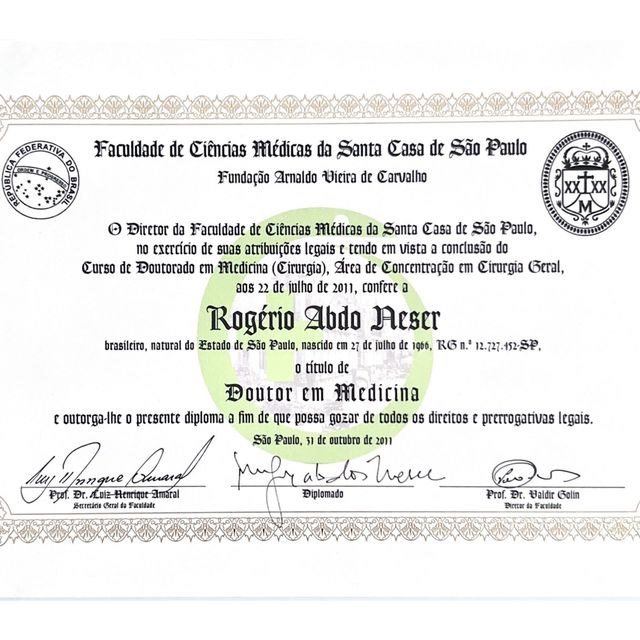 Faculdade de Ciências Médicas da Santa Casa de São Paulo
Fundação Arnaldo Vieira de Carvalho
REPÚBLICA FEDERATIVA DO BRASIL
ORDEM E PROGRESSO
XX XX
M
O Diretor da Faculdade de Ciências Médicas da Santa Casa de São Paulo,
no exercício de suas atribuições legais e tendo em vista a conclusão do
Curso de Doutorado em Medicina (Cirurgia), Área de Concentração em Cirurgia Geral,
aos 22 de julho de 2011, confere a
Rogério Abdo Neser
brasileiro, natural do Estado de São Paulo, nascido em 27 de julho de 1966, RG n.º 12.727.452-SP,
o título de
Doutor em Medicina
e outorga-lhe o presente diploma a fim de que possa gozar de todos os direitos e prerrogativas legais.
São Paulo, 31 de outubro de 2011
Prof. Dr. Luiz Henrique Amaral
Secretário Geral da Faculdade
Diplomado
Prof. Dr. Valdir Golin
Diretor da Faculdade